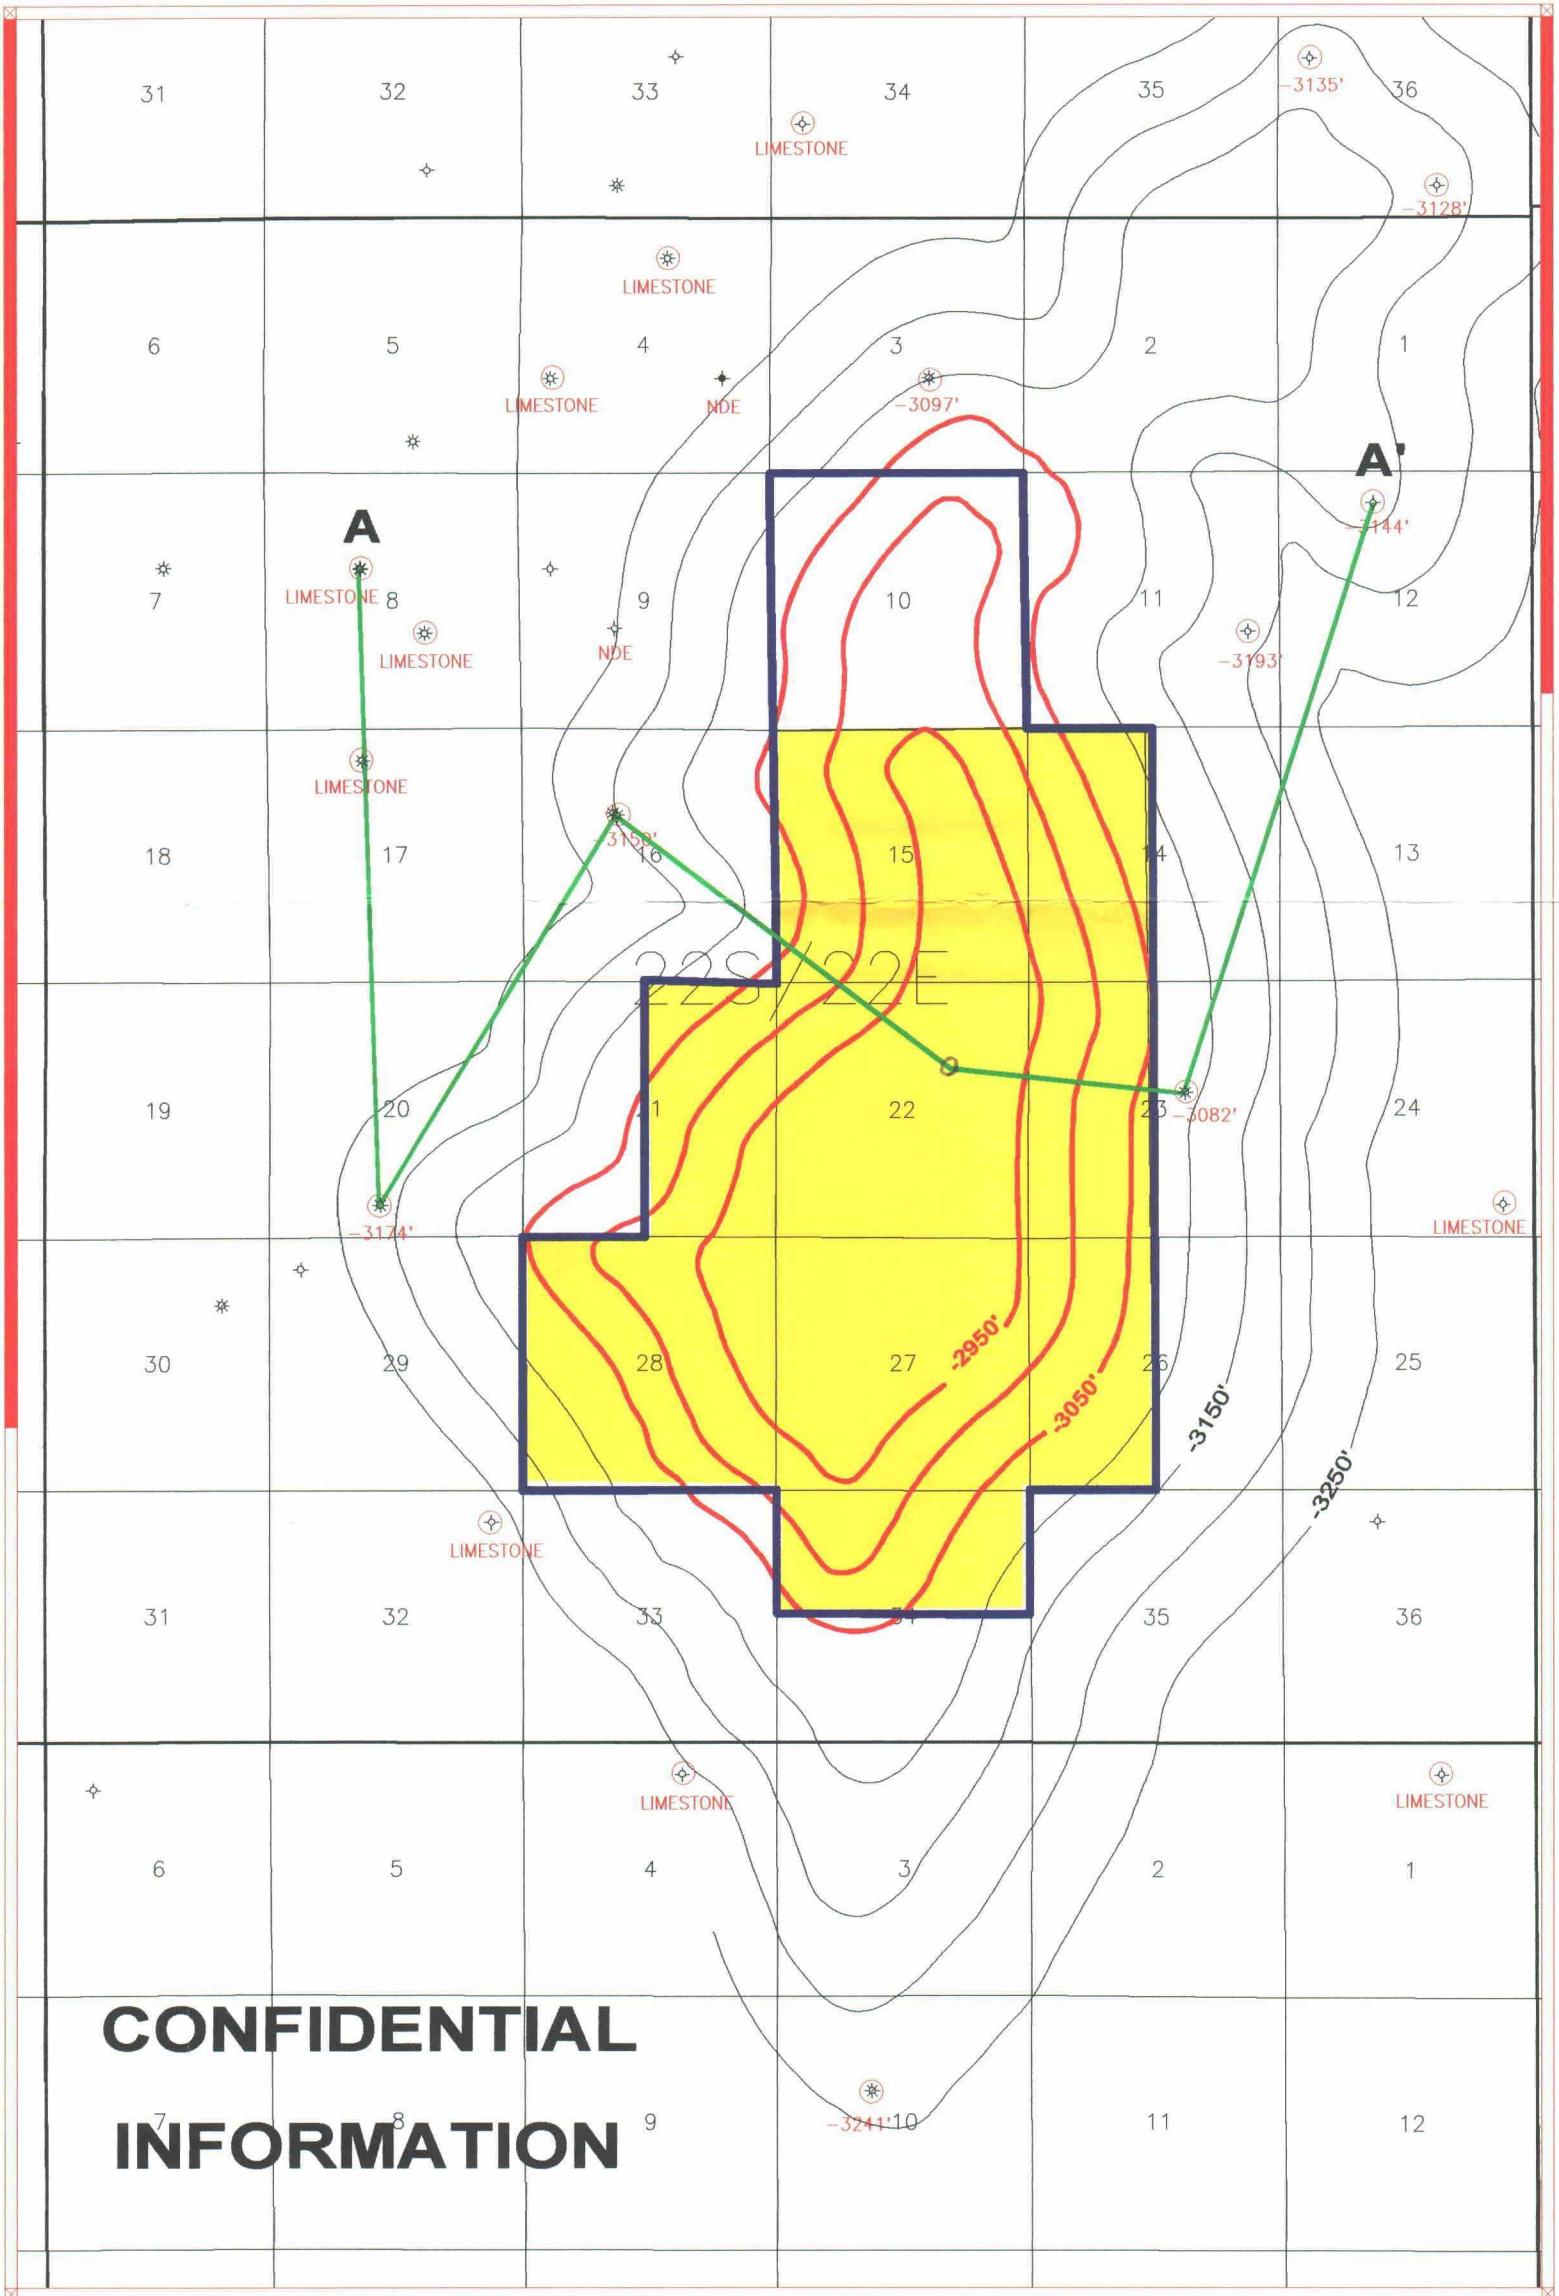 31 32 33 34 35 36
-3135'
LIMESTONE
-3128'
LIMESTONE
6 5 4 3 2 1
LIMESTONE NDE -3097'
A'
A
-3144'
7 LIMESTONE 8 9 10 11 12
LIMESTONE NDE -3193'
LIMESTONE
-3150'
18 17 16 15 14 13
22S/22E
19 20 21 22 23 -3082' 24
-3174' LIMESTONE
-2950'
30 29 28 27 26 25
-3050'
-3150'
-3250'
LIMESTONE
31 32 33 34 35 36
LIMESTONE LIMESTONE
6 5 4 3 2 1
CONFIDENTIAL
7 8 9 -3241' 10 11 12
INFORMATION